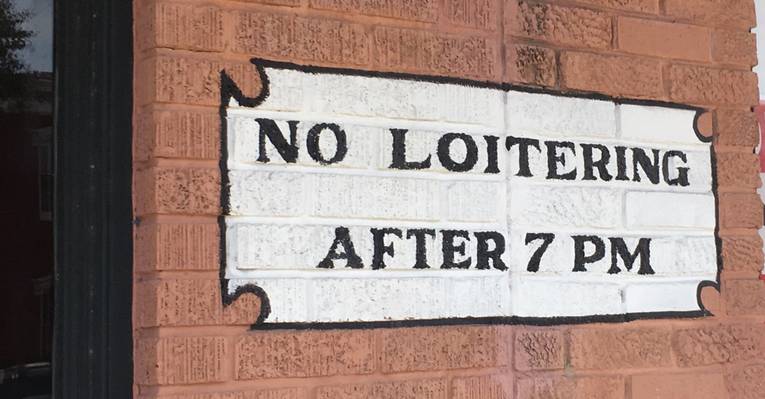 NO LOITERING
AFTER 7 PM